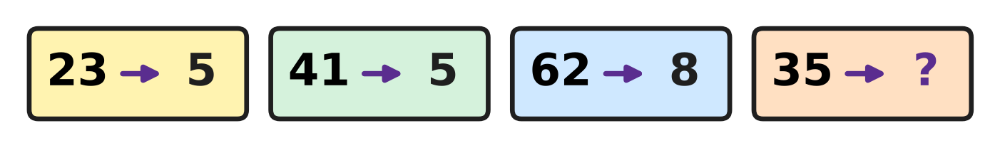 23 → 5 41 → 5 62 → 8 35 → ?